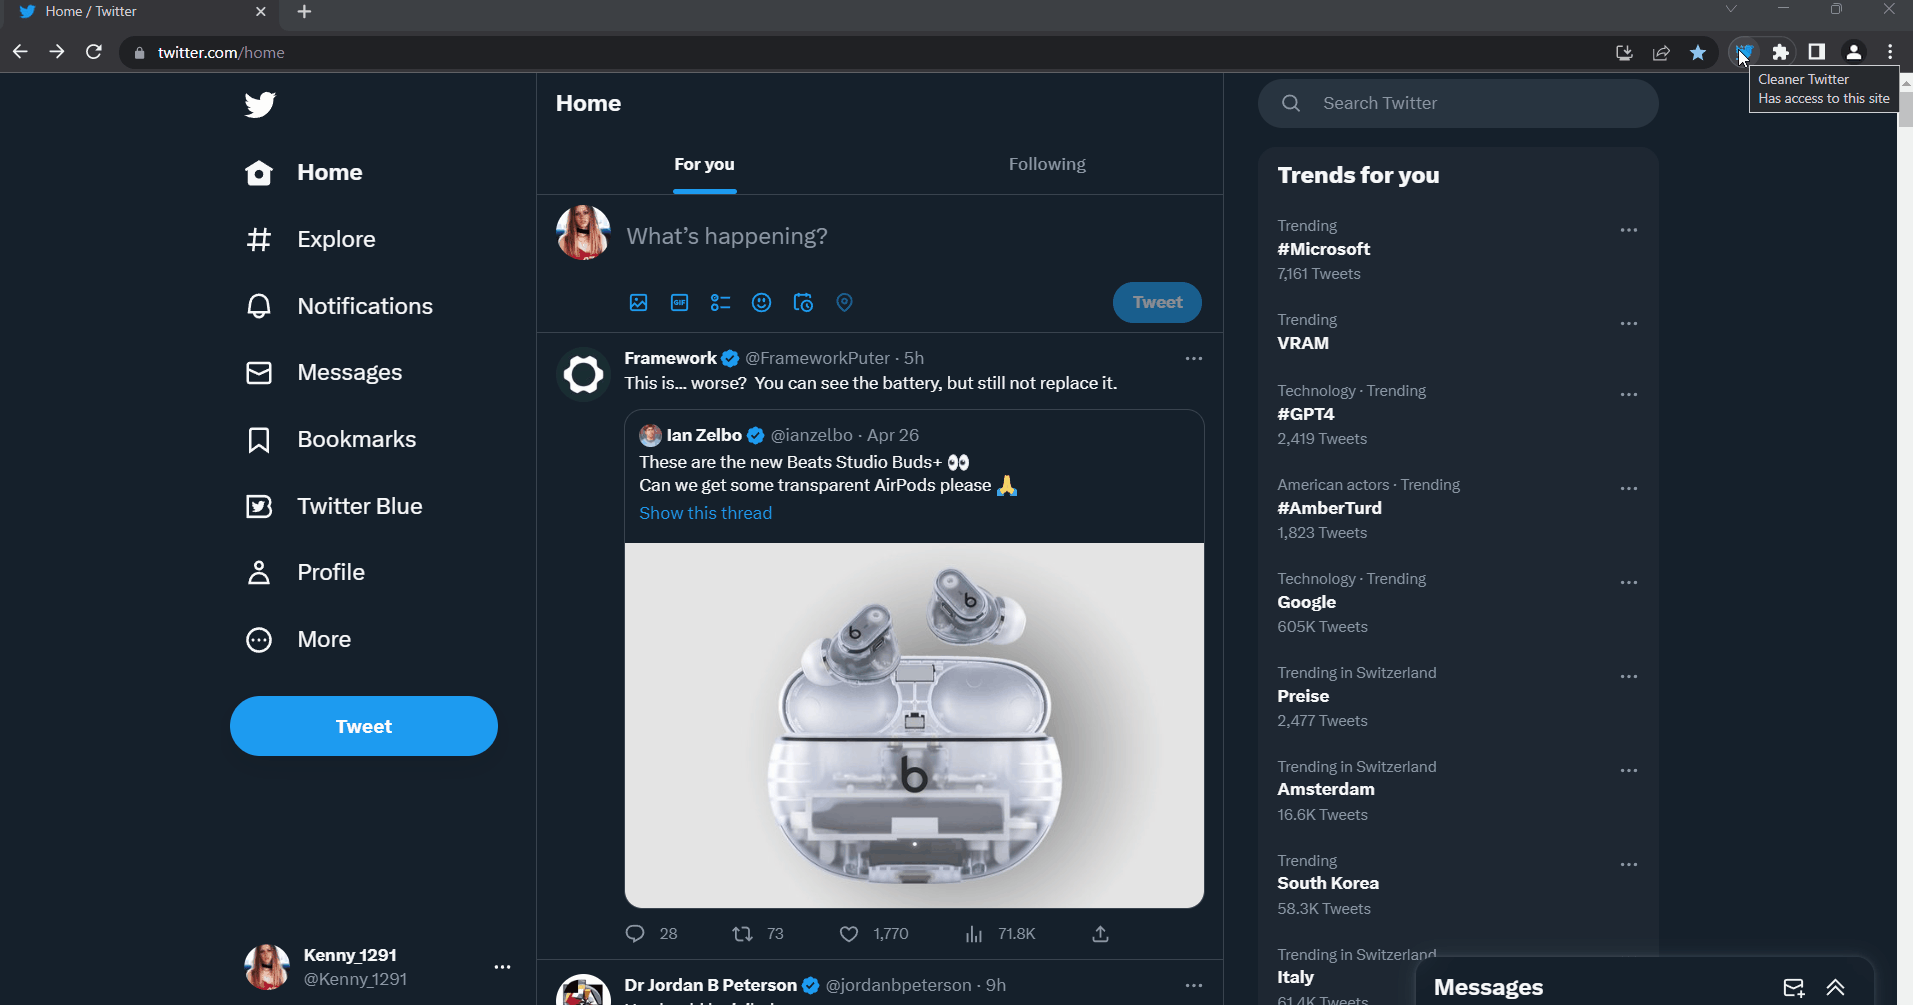 Home / Twitter
twitter.com/home
Cleaner Twitter
Has access to this site
Home
Explore
Notifications
Messages
Bookmarks
Twitter Blue
Profile
More
Tweet
Kenny_1291
@Kenny_1291
Home
For you
Following
What's happening?
GIF
Tweet
Framework @FrameworkPuter · 5h
This is... worse? You can see the battery, but still not replace it.
Ian Zelbo @ianzelbo · Apr 26
These are the new Beats Studio Buds+ 👀
Can we get some transparent AirPods please 🙏
Show this thread
b
b
b
28 73 1,770 71.8K
Dr Jordan B Peterson @jordanbpeterson · 9h
Search Twitter
Trends for you
Trending
#Microsoft
7,161 Tweets
Trending
VRAM
Technology · Trending
#GPT4
2,419 Tweets
American actors · Trending
#AmberTurd
1,823 Tweets
Technology · Trending
Google
605K Tweets
Trending in Switzerland
Preise
2,477 Tweets
Trending in Switzerland
Amsterdam
16.6K Tweets
Trending
South Korea
58.3K Tweets
Trending in Switzerland
Italy
61.4K Tweets
Messages